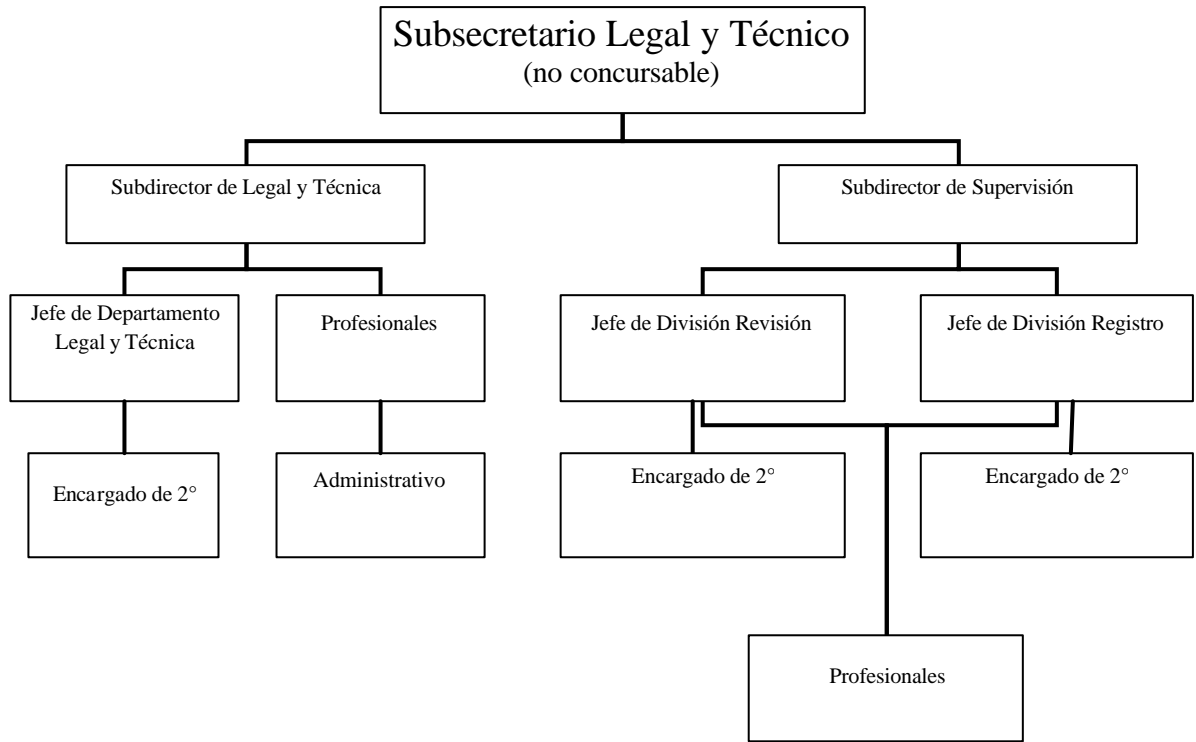 Subsecretario Legal y Técnico
(no concursable)
Subdirector de Legal y Técnica
Subdirector de Supervisión
Jefe de Departamento
Legal y Técnica
Profesionales
Jefe de División Revisión
Jefe de División Registro
Encargado de 2°
Administrativo
Encargado de 2°
Encargado de 2°
Profesionales